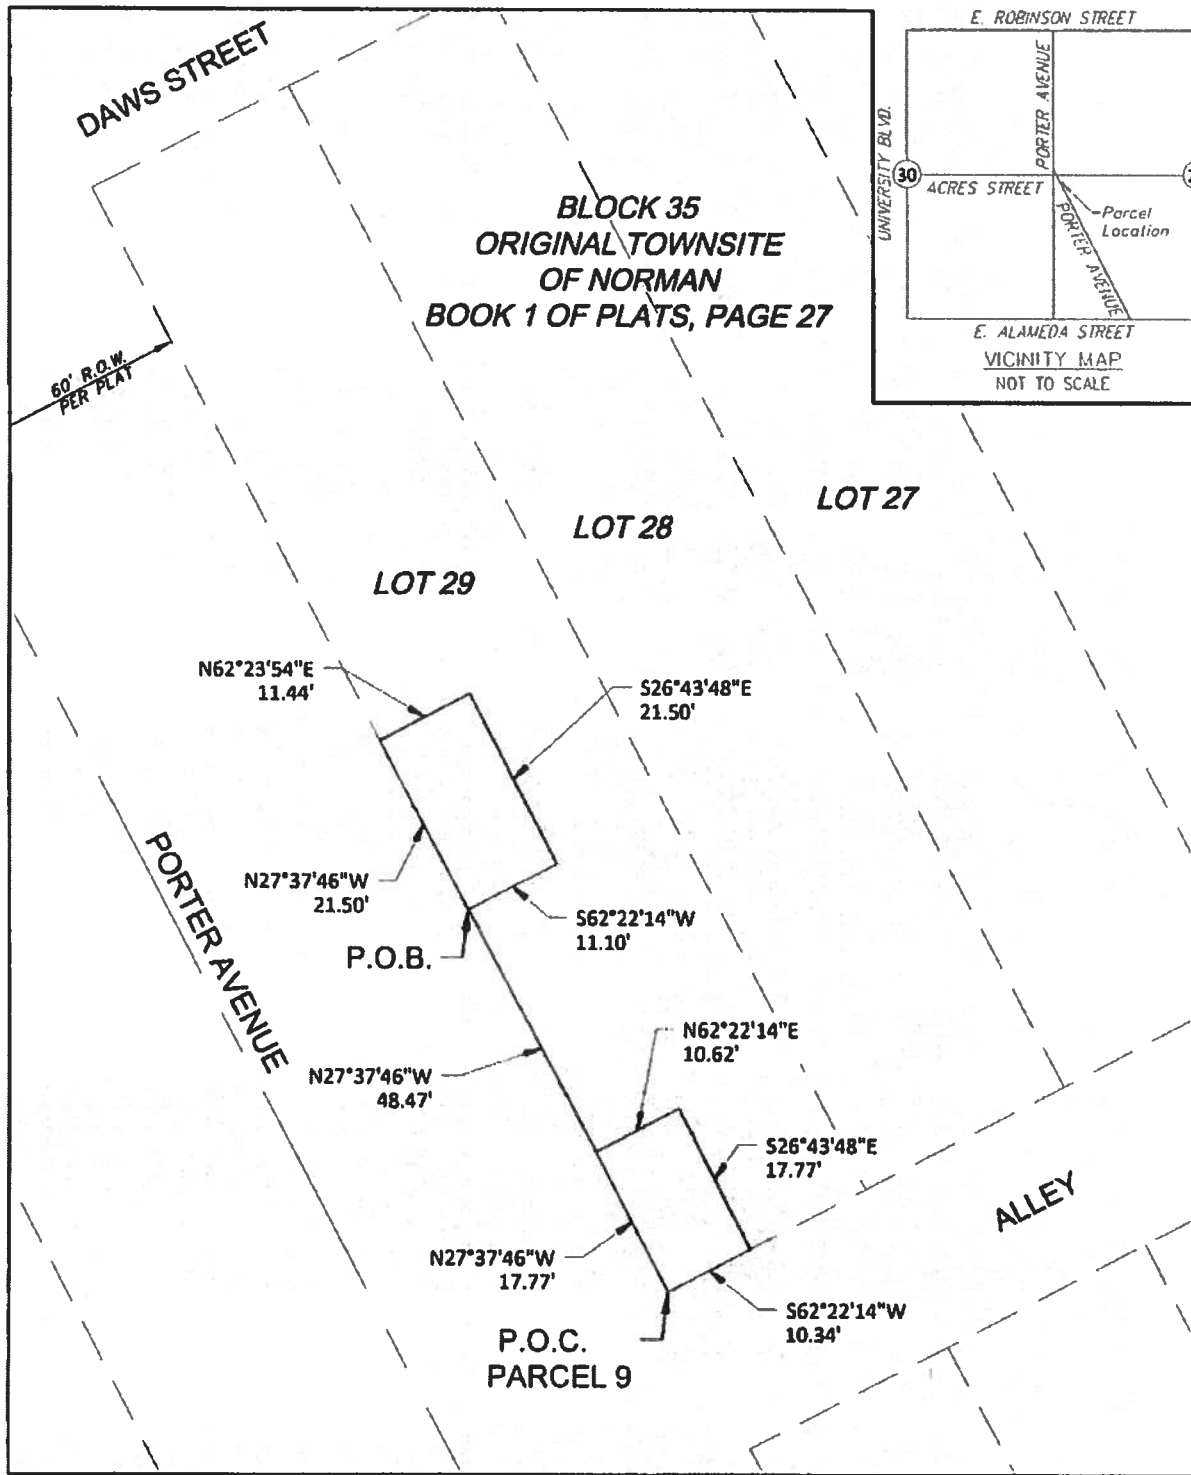 DAWS STREET
BLOCK 35
ORIGINAL TOWNSITE
OF NORMAN
BOOK 1 OF PLATS, PAGE 27
60' R.O.W.
PER PLAT
E. ROBINSON STREET
UNIVERSITY BLVD.
PORTER AVENUE
30
ACRES STREET
2
Parcel
Location
PORTER AVENUE
E. ALAMEDA STREET
VICINITY MAP
NOT TO SCALE
LOT 27
LOT 28
LOT 29
N62°23'54"E
11.44'
S26°43'48"E
21.50'
PORTER AVENUE
N27°37'46"W
21.50'
S62°22'14"W
11.10'
P.O.B.
N62°22'14"E
10.62'
N27°37'46"W
48.47'
S26°43'48"E
17.77'
ALLEY
N27°37'46"W
17.77'
S62°22'14"W
10.34'
P.O.C.
PARCEL 9